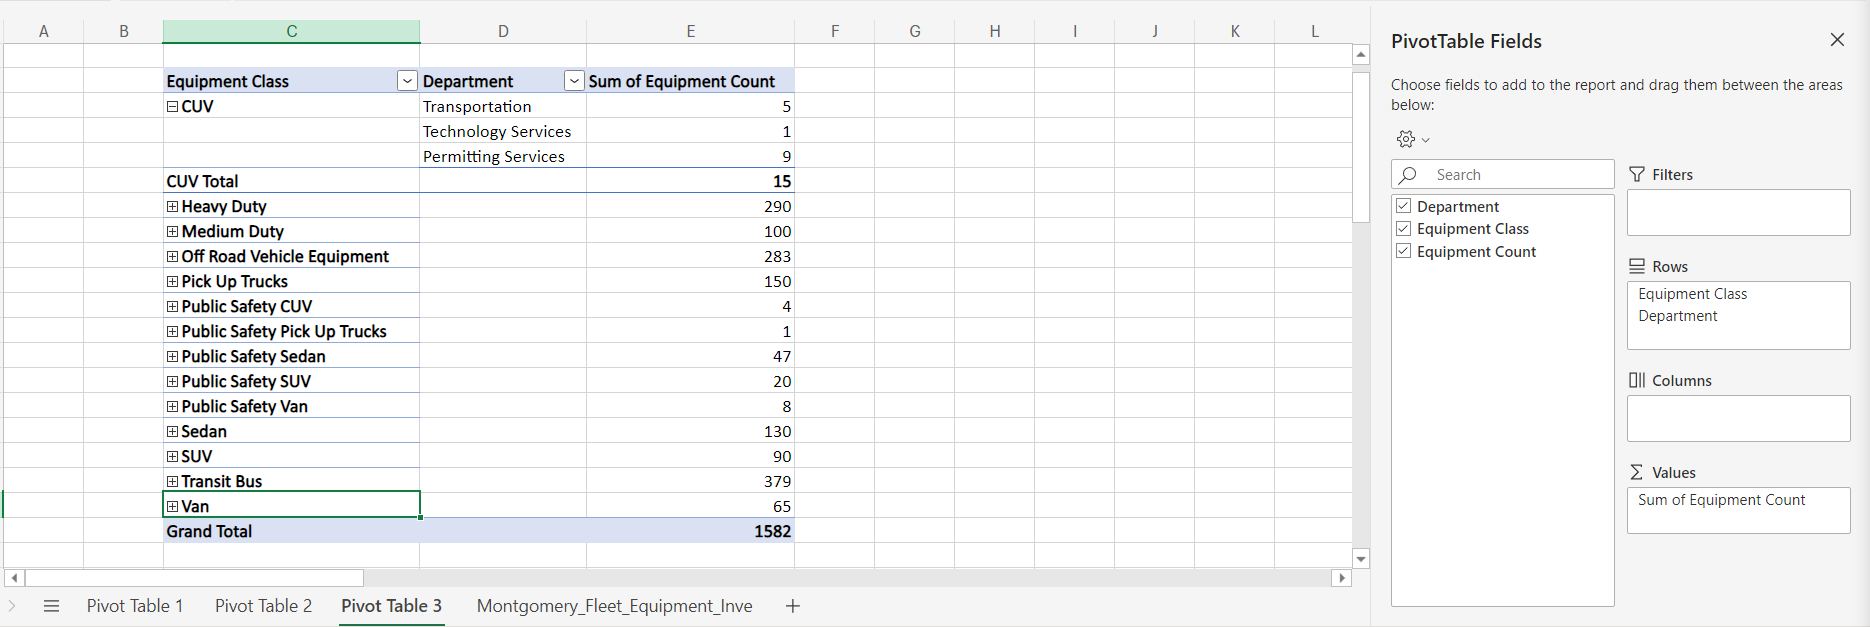 A B C D E F G H I J K L
Equipment Class Department Sum of Equipment Count
CUV Transportation 5
Technology Services 1
Permitting Services 9
CUV Total 15
Heavy Duty 290
Medium Duty 100
Off Road Vehicle Equipment 283
Pick Up Trucks 150
Public Safety CUV 4
Public Safety Pick Up Trucks 1
Public Safety Sedan 47
Public Safety SUV 20
Public Safety Van 8
Sedan 130
SUV 90
Transit Bus 379
Van 65
Grand Total 1582
Pivot Table 1 Pivot Table 2 Pivot Table 3 Montgomery_Fleet_Equipment_Inve
PivotTable Fields
Choose fields to add to the report and drag them between the areas
below:
Search
Department
Equipment Class
Equipment Count
Filters
Rows
Equipment Class
Department
Columns
Values
Sum of Equipment Count